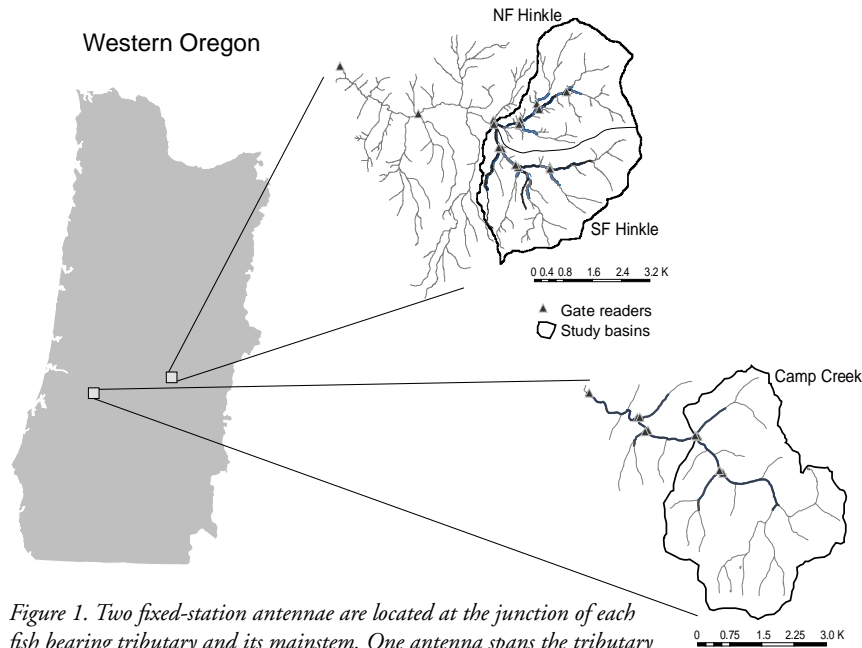 Western Oregon
NF Hinkle
SF Hinkle
0 0.4 0.8 1.6 2.4 3.2 K
Gate readers
Study basins
Camp Creek
0 0.75 1.5 2.25 3.0 K
Figure 1. Two fixed-station antennae are located at the junction of each
fish bearing tributary and its mainstem. One antenna spans the tributary